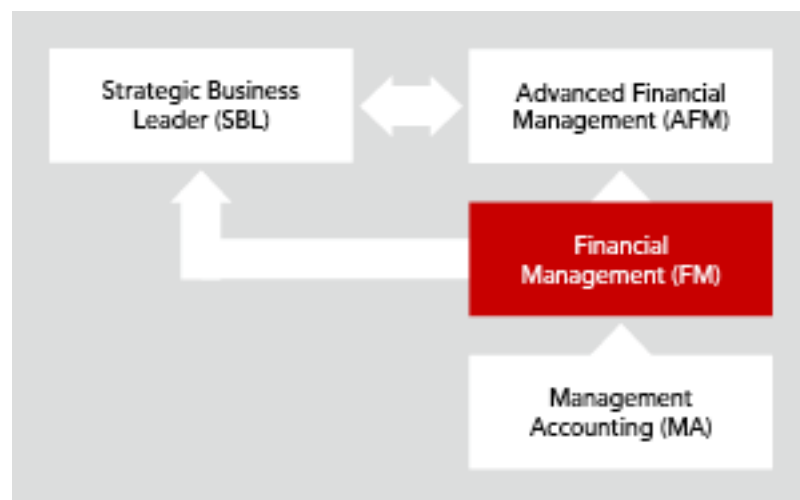 Strategic Business
Leader (SBL)
Advanced Financial
Management (AFM)
Financial
Management (FM)
Management
Accounting (MA)